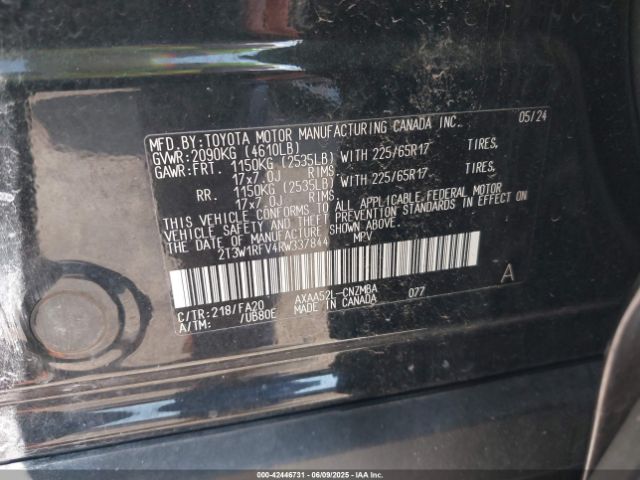 MFD.BY:TOYOTA MOTOR MANUFACTURING CANADA INC. 05/24
GVWR:2090KG (4610LB)
GAWR:FRT. 1150KG (2535LB) WITH 225/65R17 TIRES,
17x7.0J RIMS,
RR. 1150KG (2535LB) WITH 225/65R17 TIRES,
17x7.0J RIMS.
THIS VEHICLE CONFORMS TO ALL APPLICABLE FEDERAL MOTOR
VEHICLE SAFETY AND THEFT PREVENTION STANDARDS IN EFFECT ON
THE DATE OF MANUFACTURE SHOWN ABOVE.
2T3W1RFV4RW337844 MPV
C/TR:218/FA20 AXAA52L-CNZMBA 077 A
A/TM: /U680E MADE IN CANADA
000-42446731 - 06/09/2025 - IAAI.COM